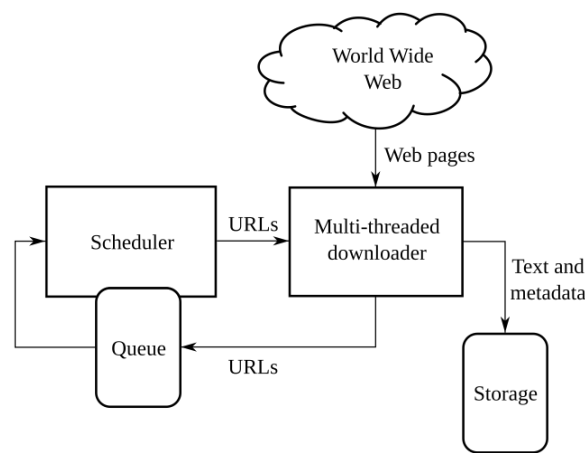 World Wide
Web
Web pages
Scheduler
URLs
Multi-threaded
downloader
Text and
metadata
Queue
URLs
Storage